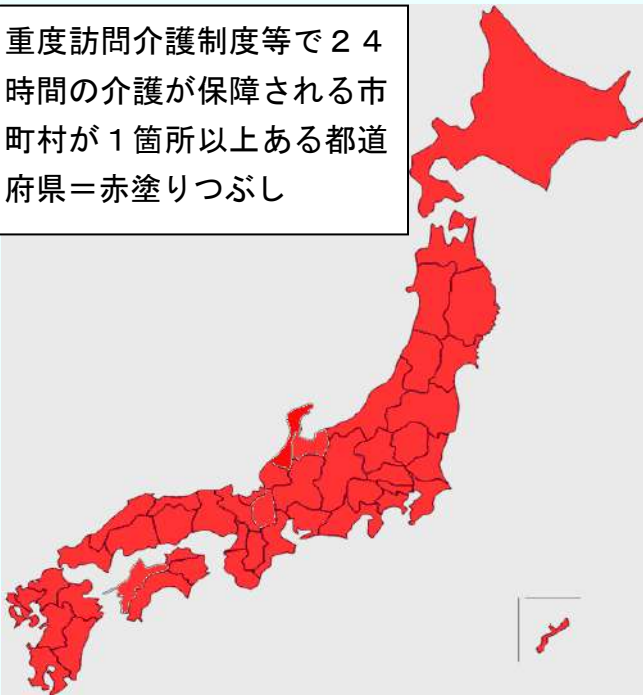 重度訪問介護制度等で２４
時間の介護が保障される市
町村が１箇所以上ある都道
府県＝赤塗りつぶし